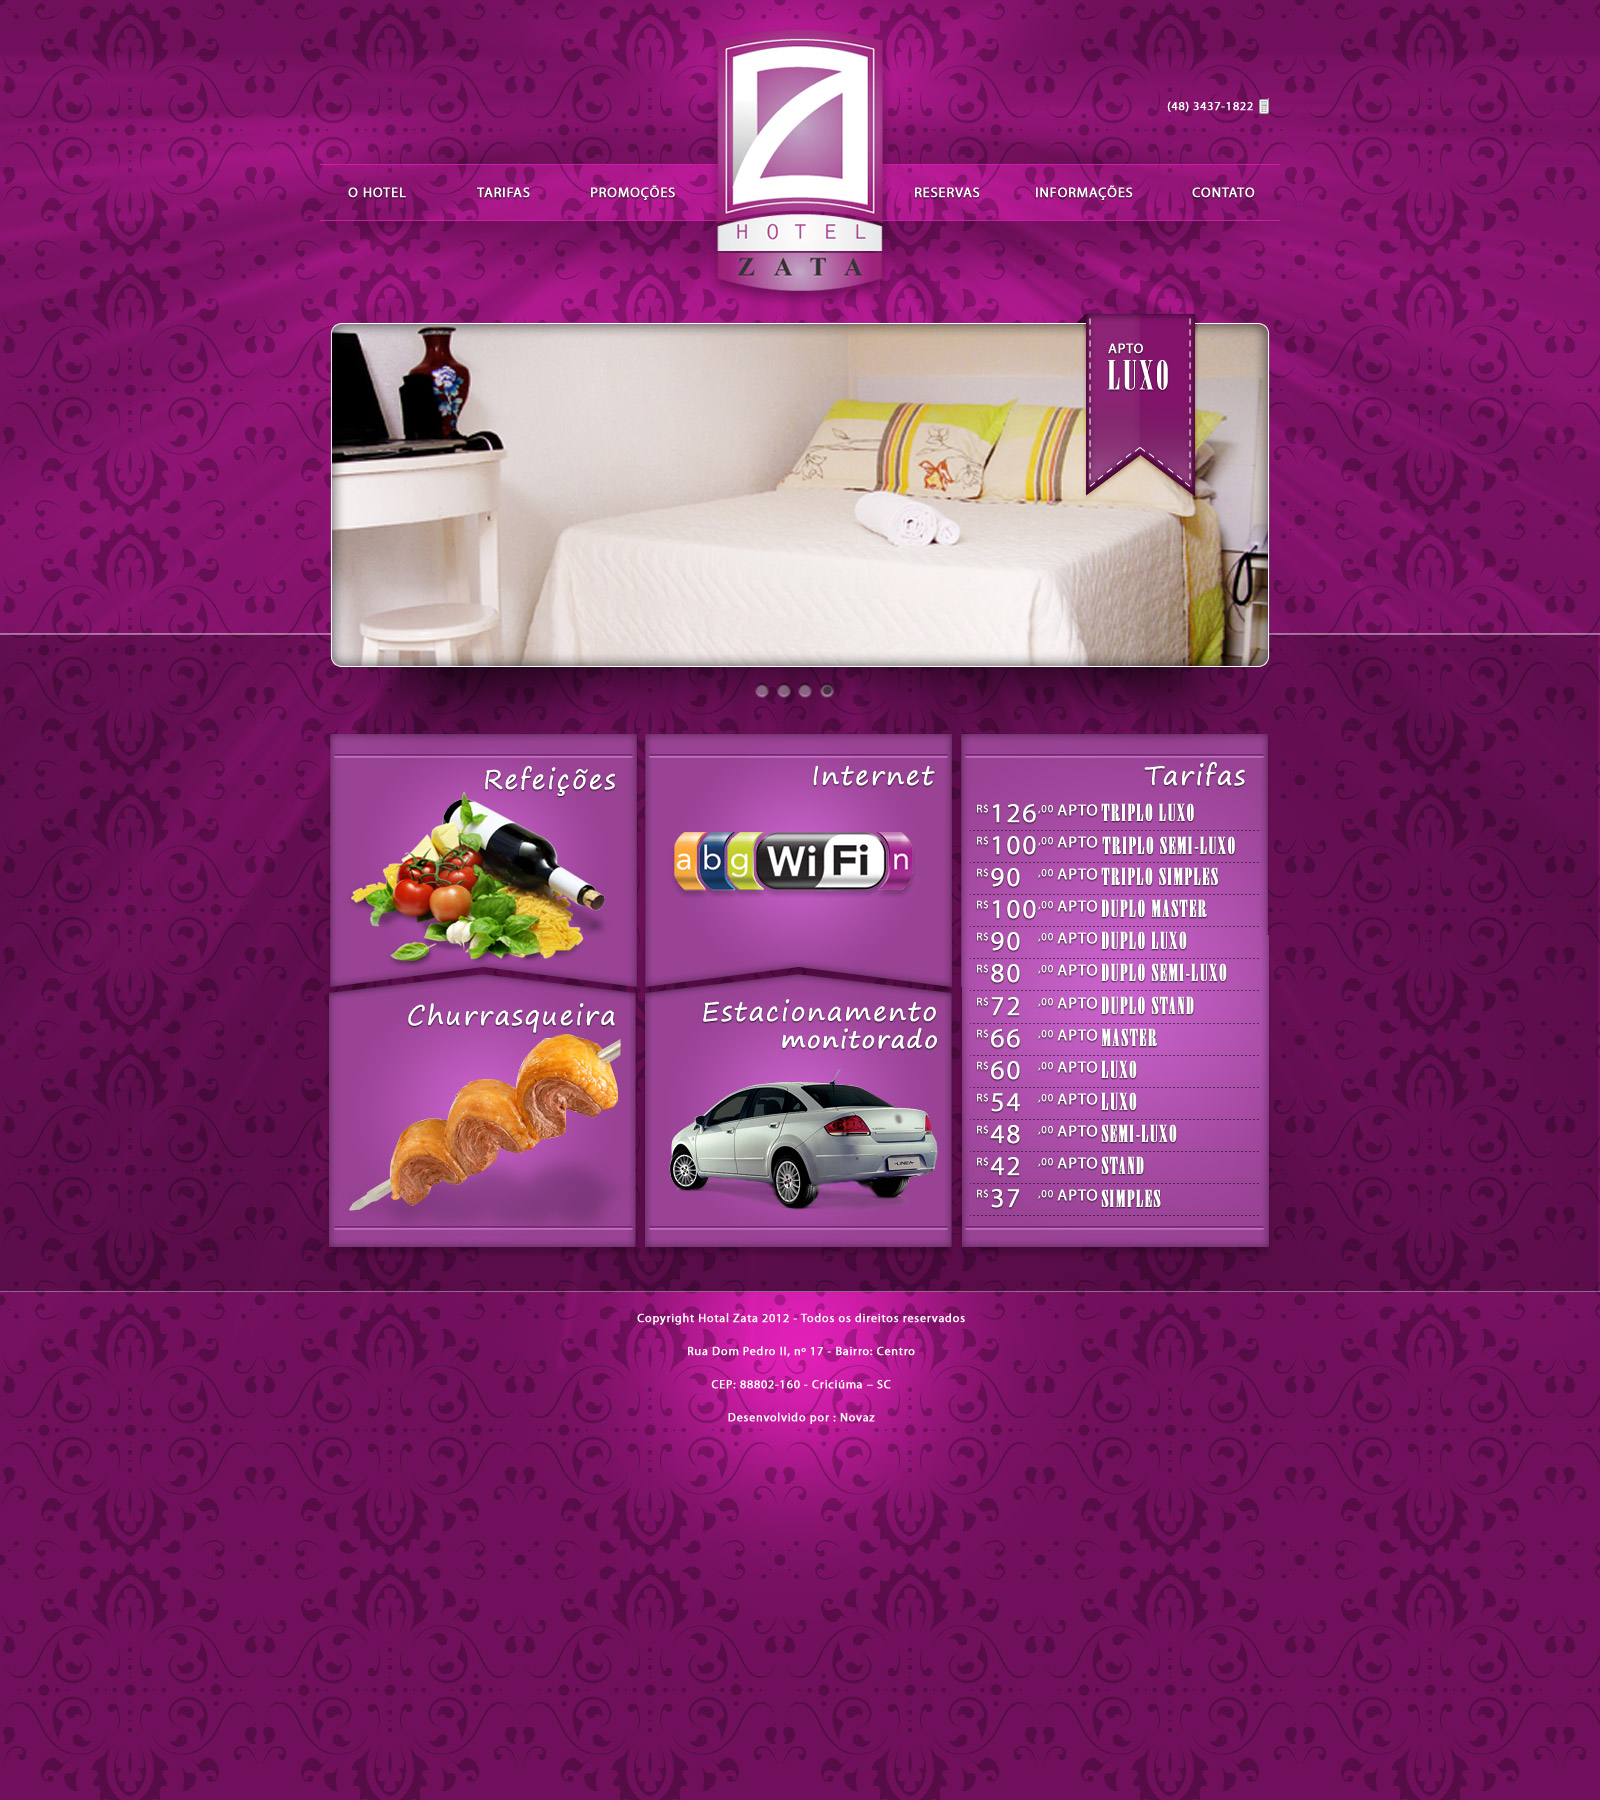 (48) 3437-1822
O HOTEL TARIFAS PROMOÇÕES RESERVAS INFORMAÇÕES CONTATO
HOTEL
ZATA
APTO
LUXO
Refeições
Internet
a b g Wi Fi n
Churrasqueira
Estacionamento
monitorado
LINEA
Tarifas
R$ 126,00 APTO TRIPLO LUXO
R$ 100,00 APTO TRIPLO SEMI-LUXO
R$ 90,00 APTO TRIPLO SIMPLES
R$ 100,00 APTO DUPLO MASTER
R$ 90,00 APTO DUPLO LUXO
R$ 80,00 APTO DUPLO SEMI-LUXO
R$ 72,00 APTO DUPLO STAND
R$ 66,00 APTO MASTER
R$ 60,00 APTO LUXO
R$ 54,00 APTO LUXO
R$ 48,00 APTO SEMI-LUXO
R$ 42,00 APTO STAND
R$ 37,00 APTO SIMPLES
Copyright Hotal Zata 2012 - Todos os direitos reservados
Rua Dom Pedro II, nº 17 - Bairro: Centro
CEP: 88802-160 - Criciúma – SC
Desenvolvido por : Novaz